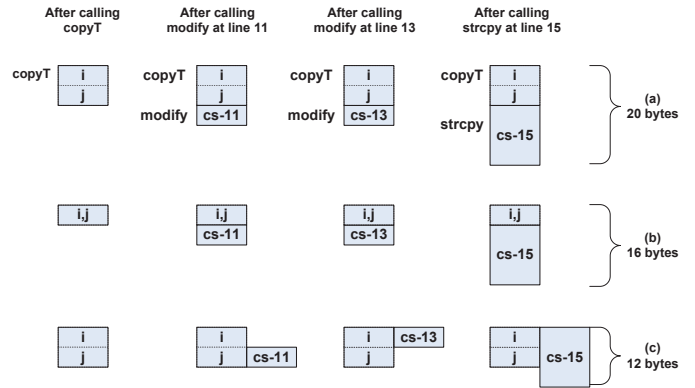 After calling
copyT
After calling
modify at line 11
After calling
modify at line 13
After calling
strcpy at line 15
copyT
i
j
copyT
modify
i
j
cs-11
copyT
modify
i
j
cs-13
copyT
strcpy
i
j
cs-15
(a)
20 bytes
i,j
i,j
cs-11
i,j
cs-13
i,j
cs-15
(b)
16 bytes
i
j
i
j
cs-11
i
j
cs-13
i
j
cs-15
(c)
12 bytes